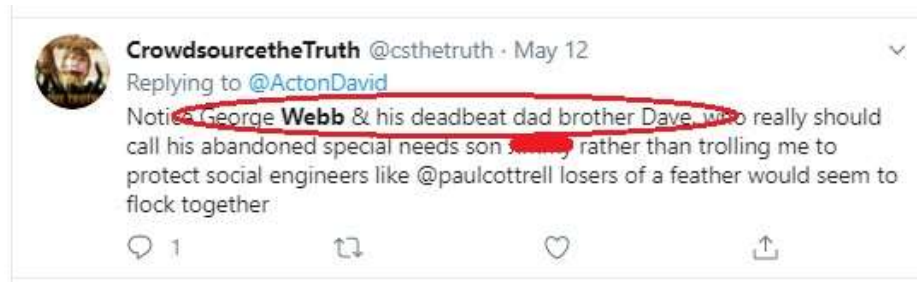 CrowdsourcetheTruth @csthetruth · May 12
Replying to @ActonDavid
Notice George Webb & his deadbeat dad brother Dave, who really should
call his abandoned special needs son rather than trolling me to
protect social engineers like @paulcottrell losers of a feather would seem to
flock together
1